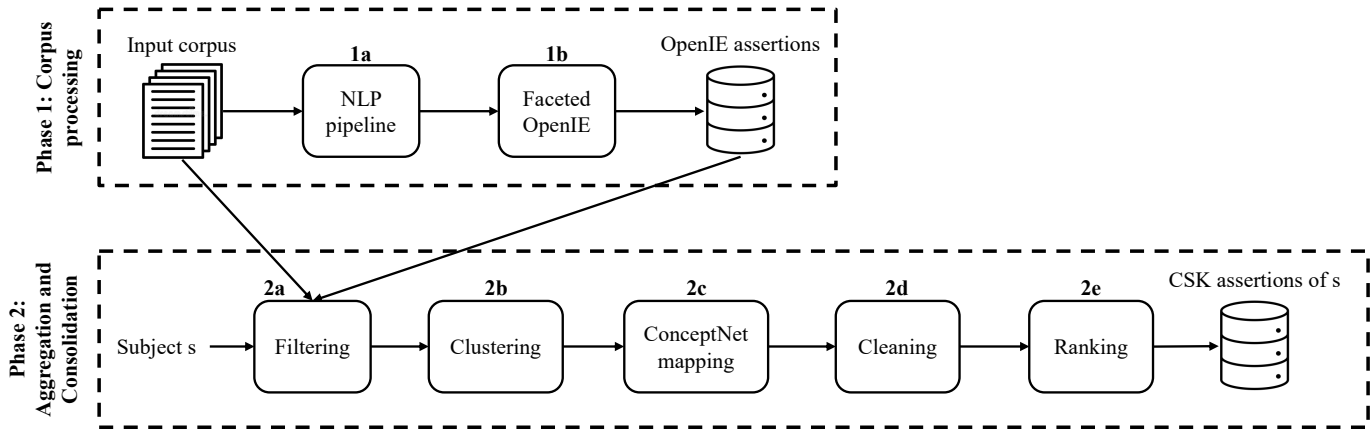 Phase 1: Corpus
processing
Input corpus
1a
NLP
pipeline
1b
Faceted
OpenIE
OpenIE assertions
Phase 2:
Aggregation and
Consolidation
Subject s
2a
Filtering
2b
Clustering
2c
ConceptNet
mapping
2d
Cleaning
2e
Ranking
CSK assertions of s